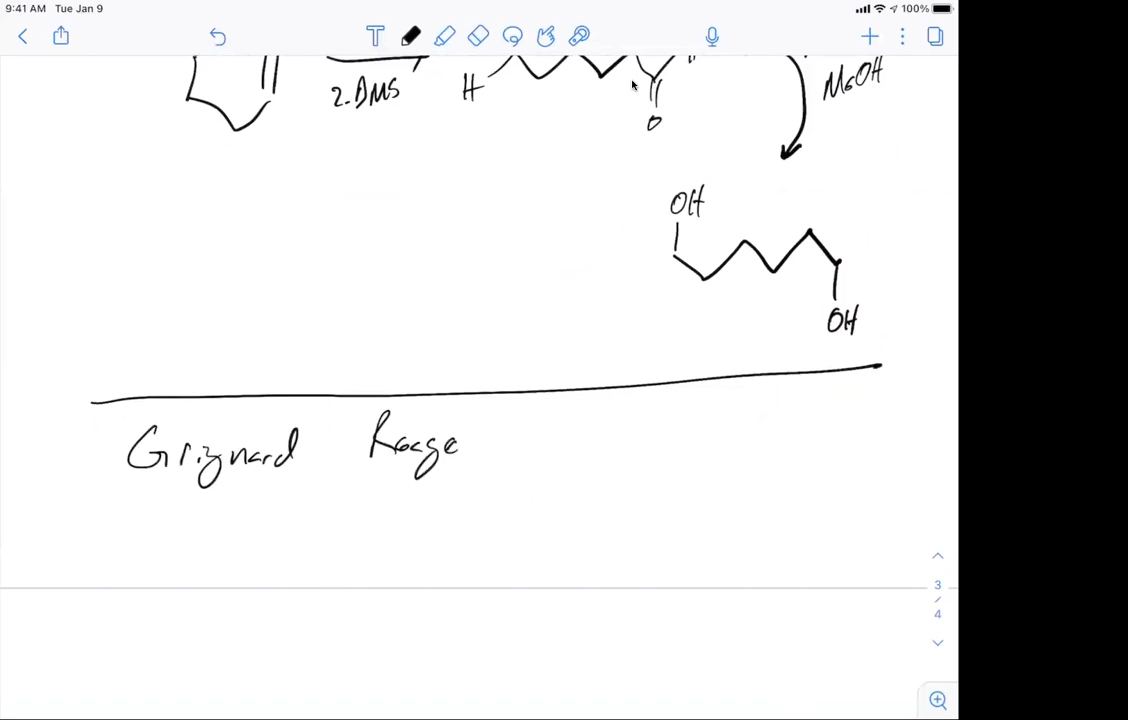 9:41 AM Tue Jan 9
100%
T
2. DMS
H
O
MeOH
OH
OH
Grignard Reage
3
/
4